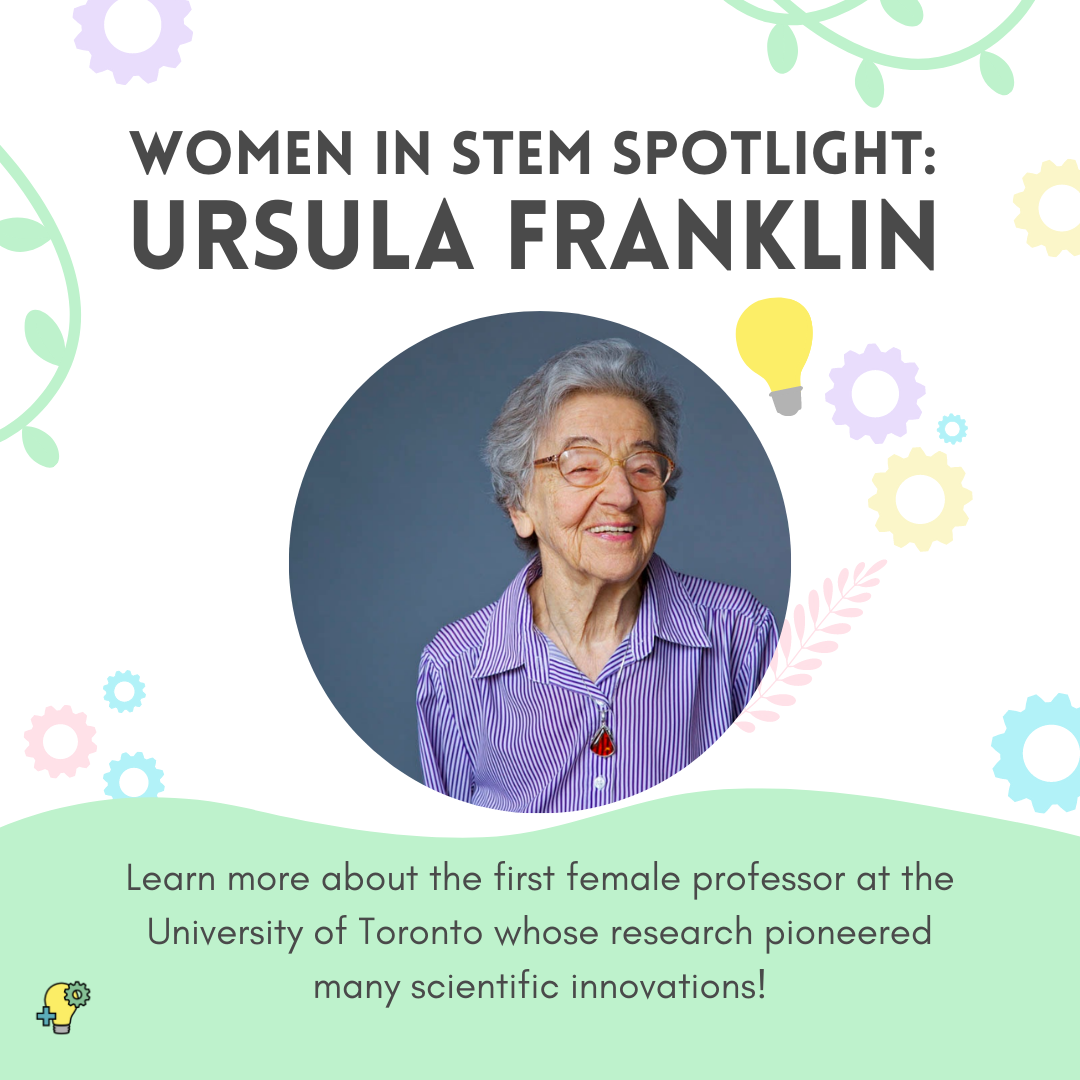 WOMEN IN STEM SPOTLIGHT:
URSULA FRANKLIN
Learn more about the first female professor at the
University of Toronto whose research pioneered
many scientific innovations!